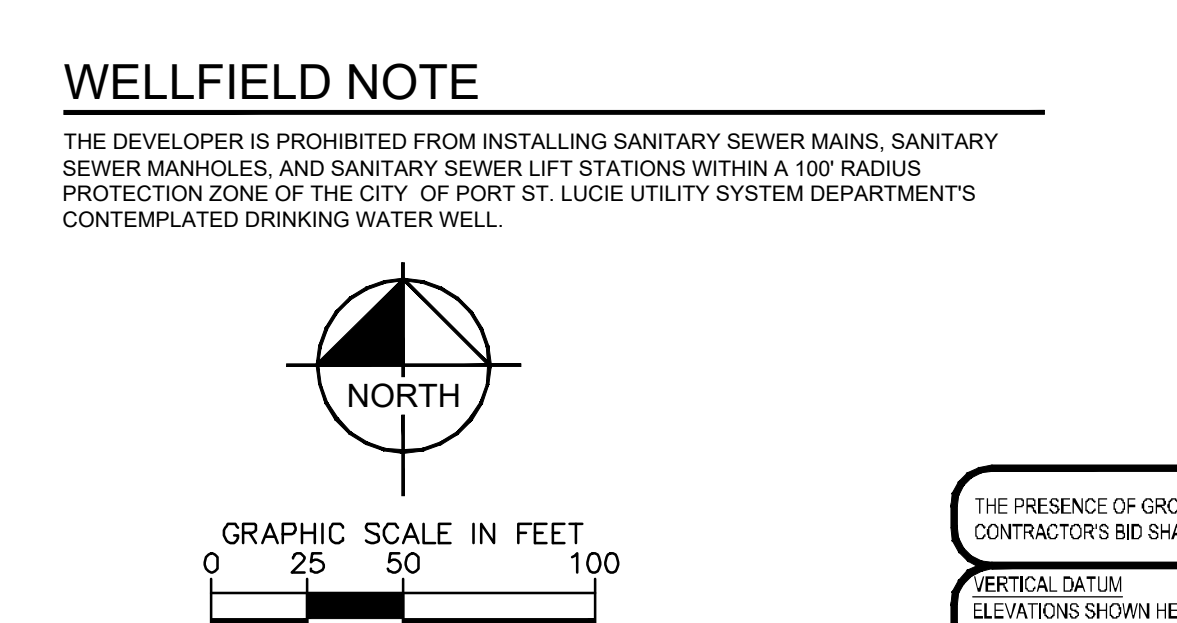 WELLFIELD NOTE
THE DEVELOPER IS PROHIBITED FROM INSTALLING SANITARY SEWER MAINS, SANITARY
SEWER MANHOLES, AND SANITARY SEWER LIFT STATIONS WITHIN A 100' RADIUS
PROTECTION ZONE OF THE CITY OF PORT ST. LUCIE UTILITY SYSTEM DEPARTMENT'S
CONTEMPLATED DRINKING WATER WELL.
NORTH
GRAPHIC SCALE IN FEET
0 25 50 100
THE PRESENCE OF
CONTRACTOR'S BID
VERTICAL DATUM
ELEVATIONS SHOWN